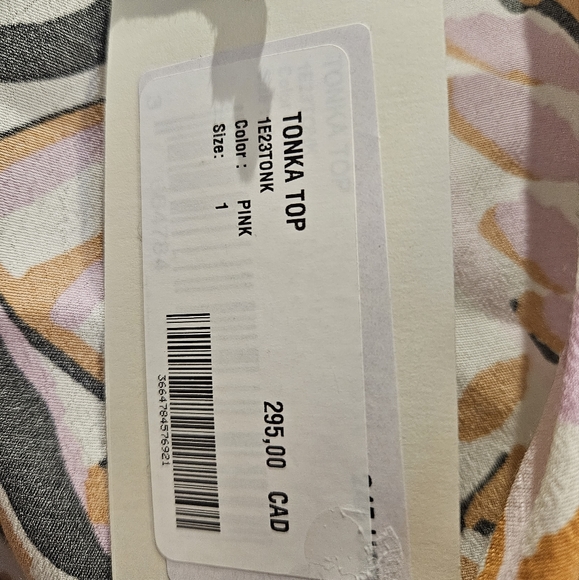 TONKA TOP
1E23TONK
Color : PINK
Size: 1
295,00 CAD
3664784576921